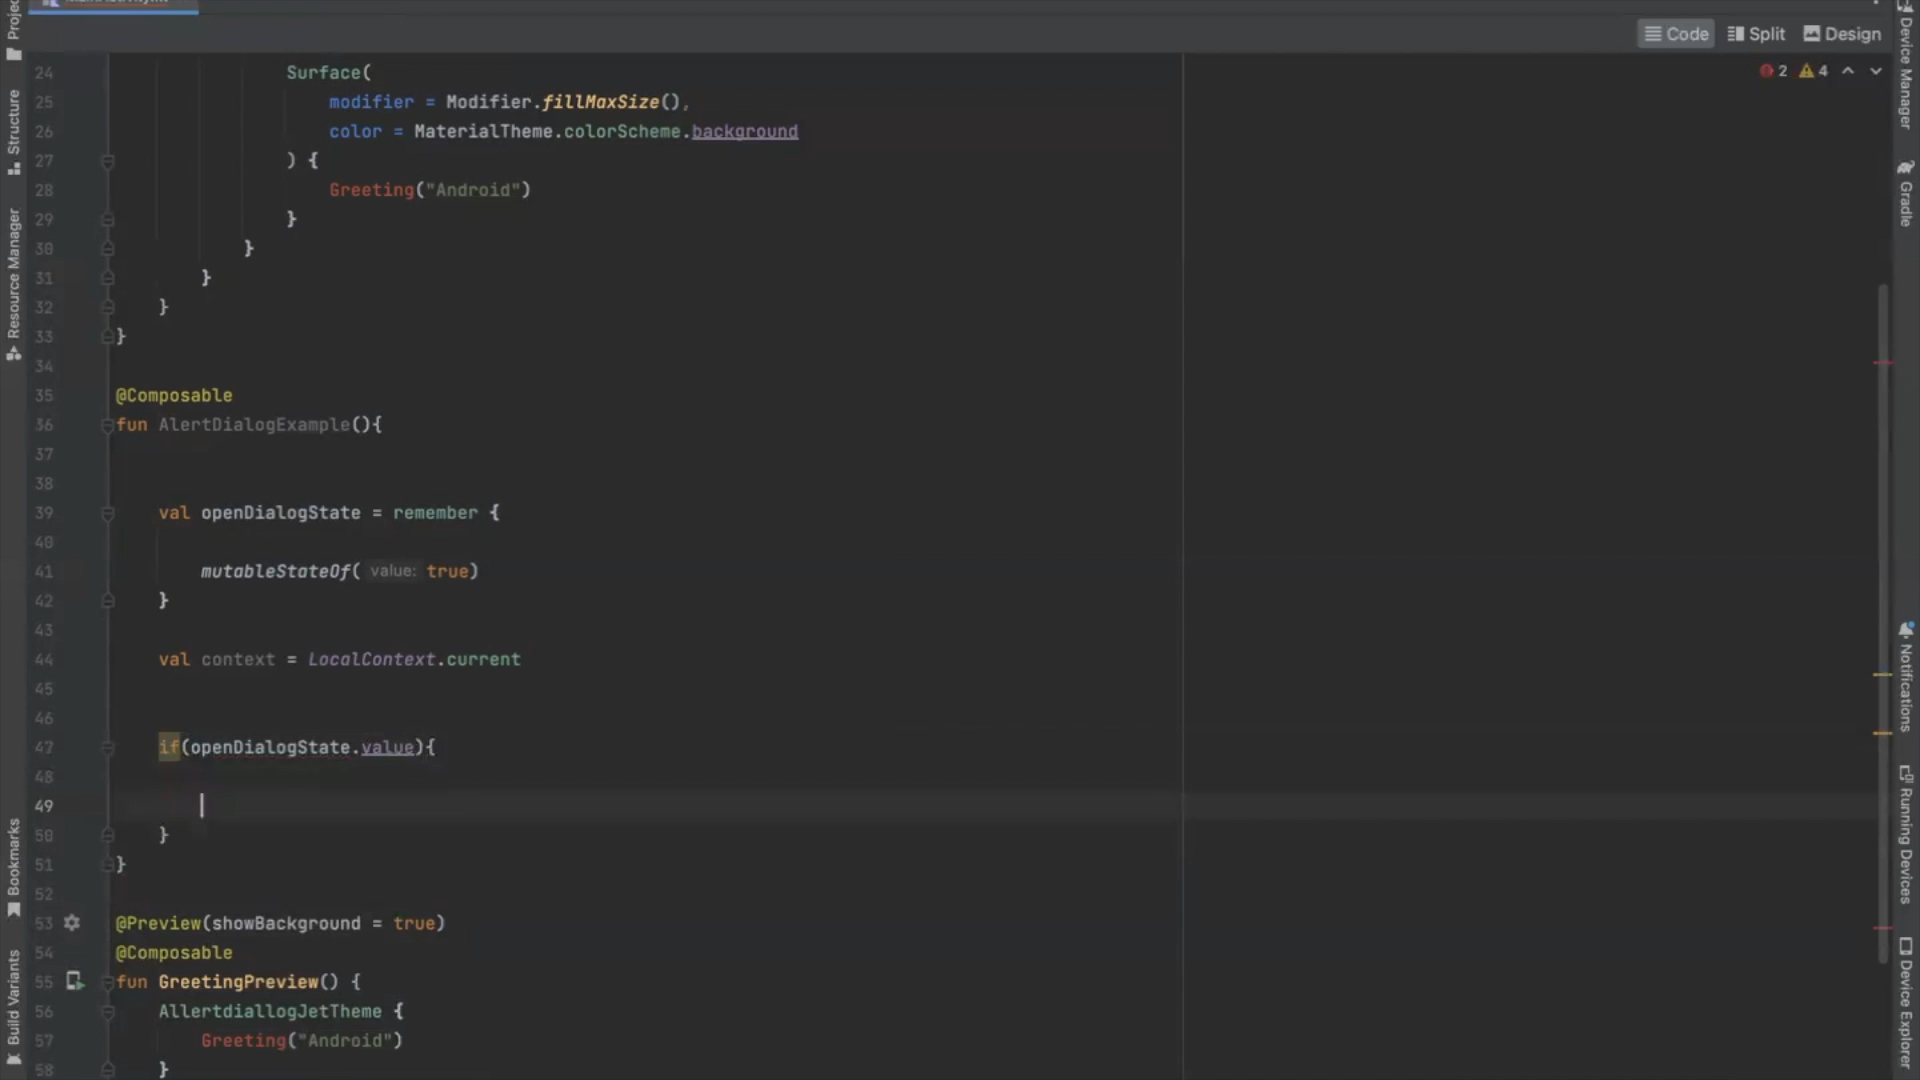 Code
Split
Design
2
4
24 Surface(
25 modifier = Modifier.fillMaxSize(),
26 color = MaterialTheme.colorScheme.background
27 ) {
28 Greeting("Android")
29 }
30 }
31 }
32 }
33 }
34
35 @Composable
36 fun AlertDialogExample(){
37
38
39 val openDialogState = remember {
40
41 mutableStateOf( value: true)
42 }
43
44 val context = LocalContext.current
45
46
47 if(openDialogState.value){
48
49
50 }
51 }
52
53 @Preview(showBackground = true)
54 @Composable
55 fun GreetingPreview() {
56 AllertdiallogJetTheme {
57 Greeting("Android")
58 }
Structure
Resource Manager
Bookmarks
Build Variants
Device Manager
Gradle
Notifications
Running Devices
Device Explorer